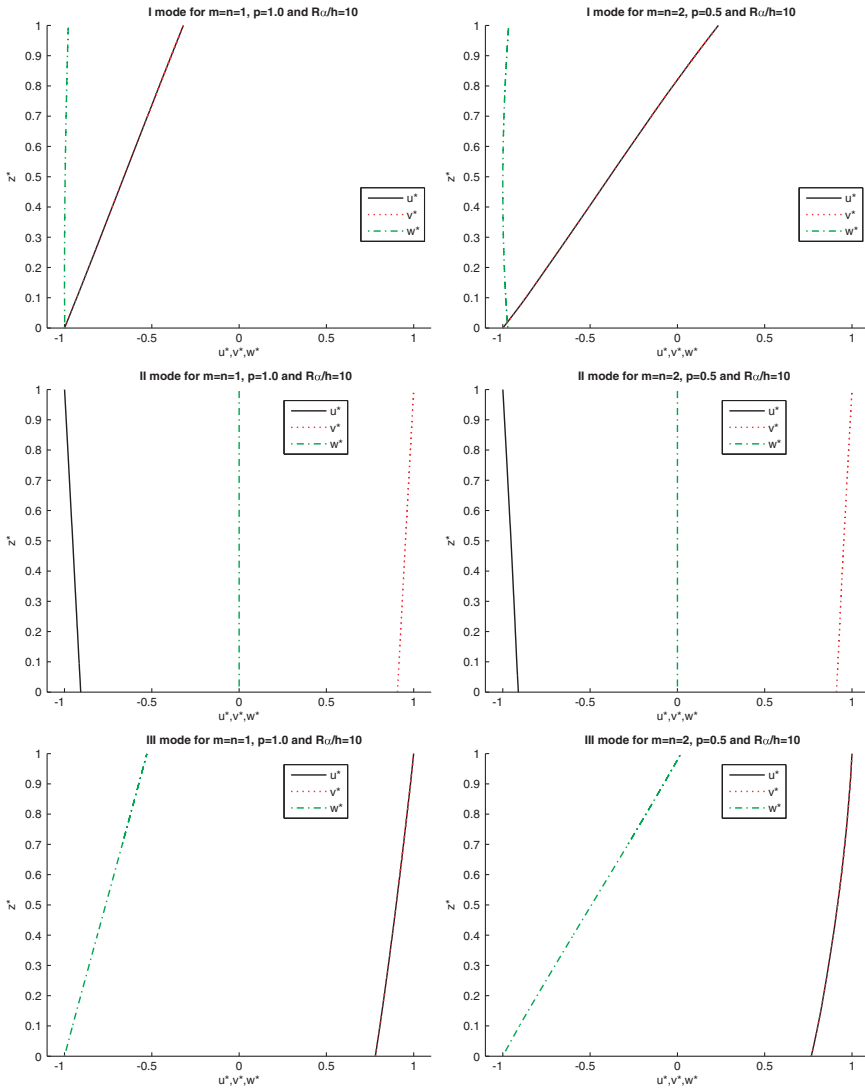 I mode for m=n=1, p=1.0 and Rα/h=10
1
0.9
0.8
0.7
0.6
0.5
0.4
0.3
0.2
0.1
0
z*
u*
v*
w*
-1
-0.5
0
0.5
1
u*,v*,w*
I mode for m=n=2, p=0.5 and Rα/h=10
1
0.9
0.8
0.7
0.6
0.5
0.4
0.3
0.2
0.1
0
z*
u*
v*
w*
-1
-0.5
0
0.5
1
u*,v*,w*
II mode for m=n=1, p=1.0 and Rα/h=10
1
0.9
0.8
0.7
0.6
0.5
0.4
0.3
0.2
0.1
0
z*
u*
v*
w*
-1
-0.5
0
0.5
1
u*,v*,w*
II mode for m=n=2, p=0.5 and Rα/h=10
1
0.9
0.8
0.7
0.6
0.5
0.4
0.3
0.2
0.1
0
z*
u*
v*
w*
-1
-0.5
0
0.5
1
u*,v*,w*
III mode for m=n=1, p=1.0 and Rα/h=10
1
0.9
0.8
0.7
0.6
0.5
0.4
0.3
0.2
0.1
0
z*
u*
v*
w*
-1
-0.5
0
0.5
1
u*,v*,w*
III mode for m=n=2, p=0.5 and Rα/h=10
1
0.9
0.8
0.7
0.6
0.5
0.4
0.3
0.2
0.1
0
z*
u*
v*
w*
-1
-0.5
0
0.5
1
u*,v*,w*